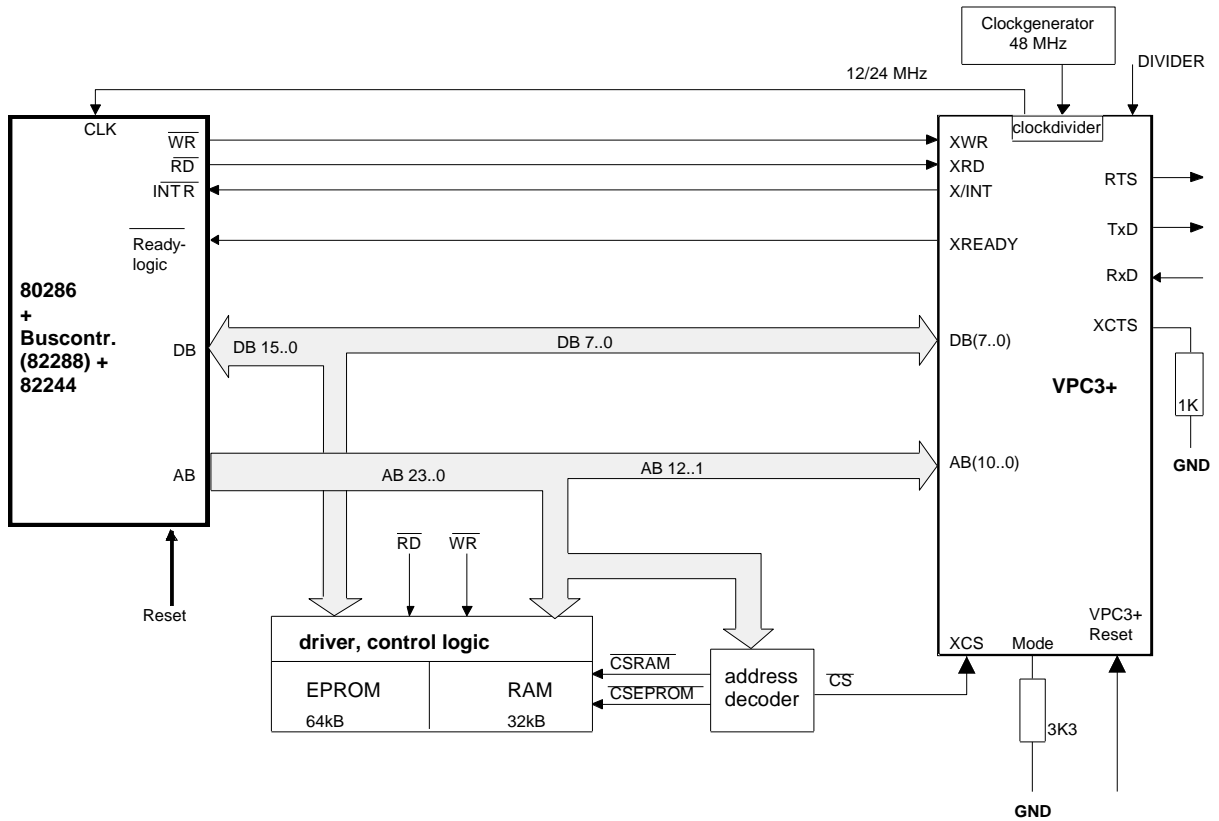 Clockgenerator
48 MHz
DIVIDER
12/24 MHz
CLK
clockdivider
WR
XWR
RD
XRD
RTS
INTR
X/INT
TxD
Ready-
logic
XREADY
RxD
80286
+
Buscontr.
(82288) +
82244
XCTS
DB
DB 15..0
DB 7..0
DB(7..0)
VPC3+
1K
GND
AB
AB 23..0
AB 12..1
AB(10..0)
RD
WR
Reset
VPC3+
Reset
driver, control logic
XCS
Mode
EPROM
64kB
RAM
32kB
CSRAM
CSEPROM
address
decoder
CS
3K3
GND